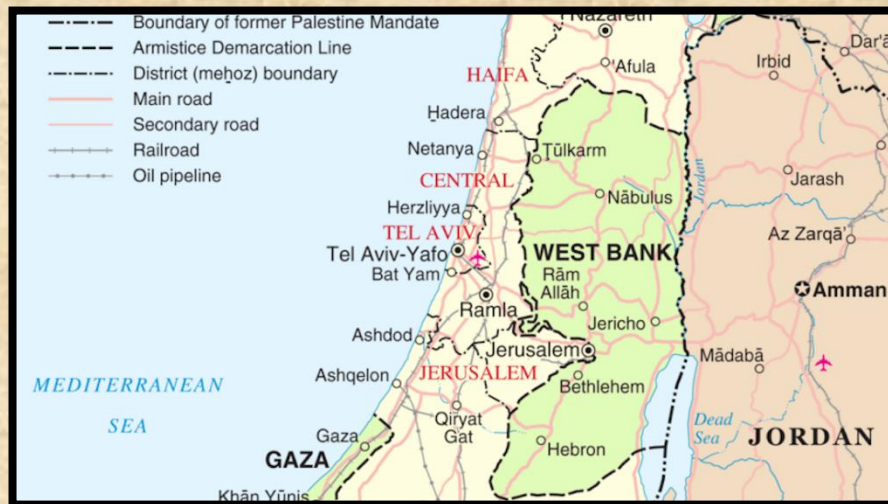 Boundary of former Palestine Mandate
Armistice Demarcation Line
District (meḥoz) boundary
Main road
Secondary road
Railroad
Oil pipeline
Nazareth
'Afula
HAIFA
Ḥadera
Netanya
Ṭūlkarm
CENTRAL
Nābulus
Herzliyya
TEL AVIV
Tel Aviv-Yafo
Bat Yam
WEST BANK
Rām
Allāh
Ramla
Jericho
Ashdod
Jerusalem
JERUSALEM
Ashqelon
Bethlehem
Qiryat
Gat
Hebron
Gaza
GAZA
Khān Yūnis
MEDITERRANEAN
SEA
Jordan
Irbid
Dar'ā
Jarash
Az Zarqā'
Amman
Mādabā
Dead
Sea
JORDAN